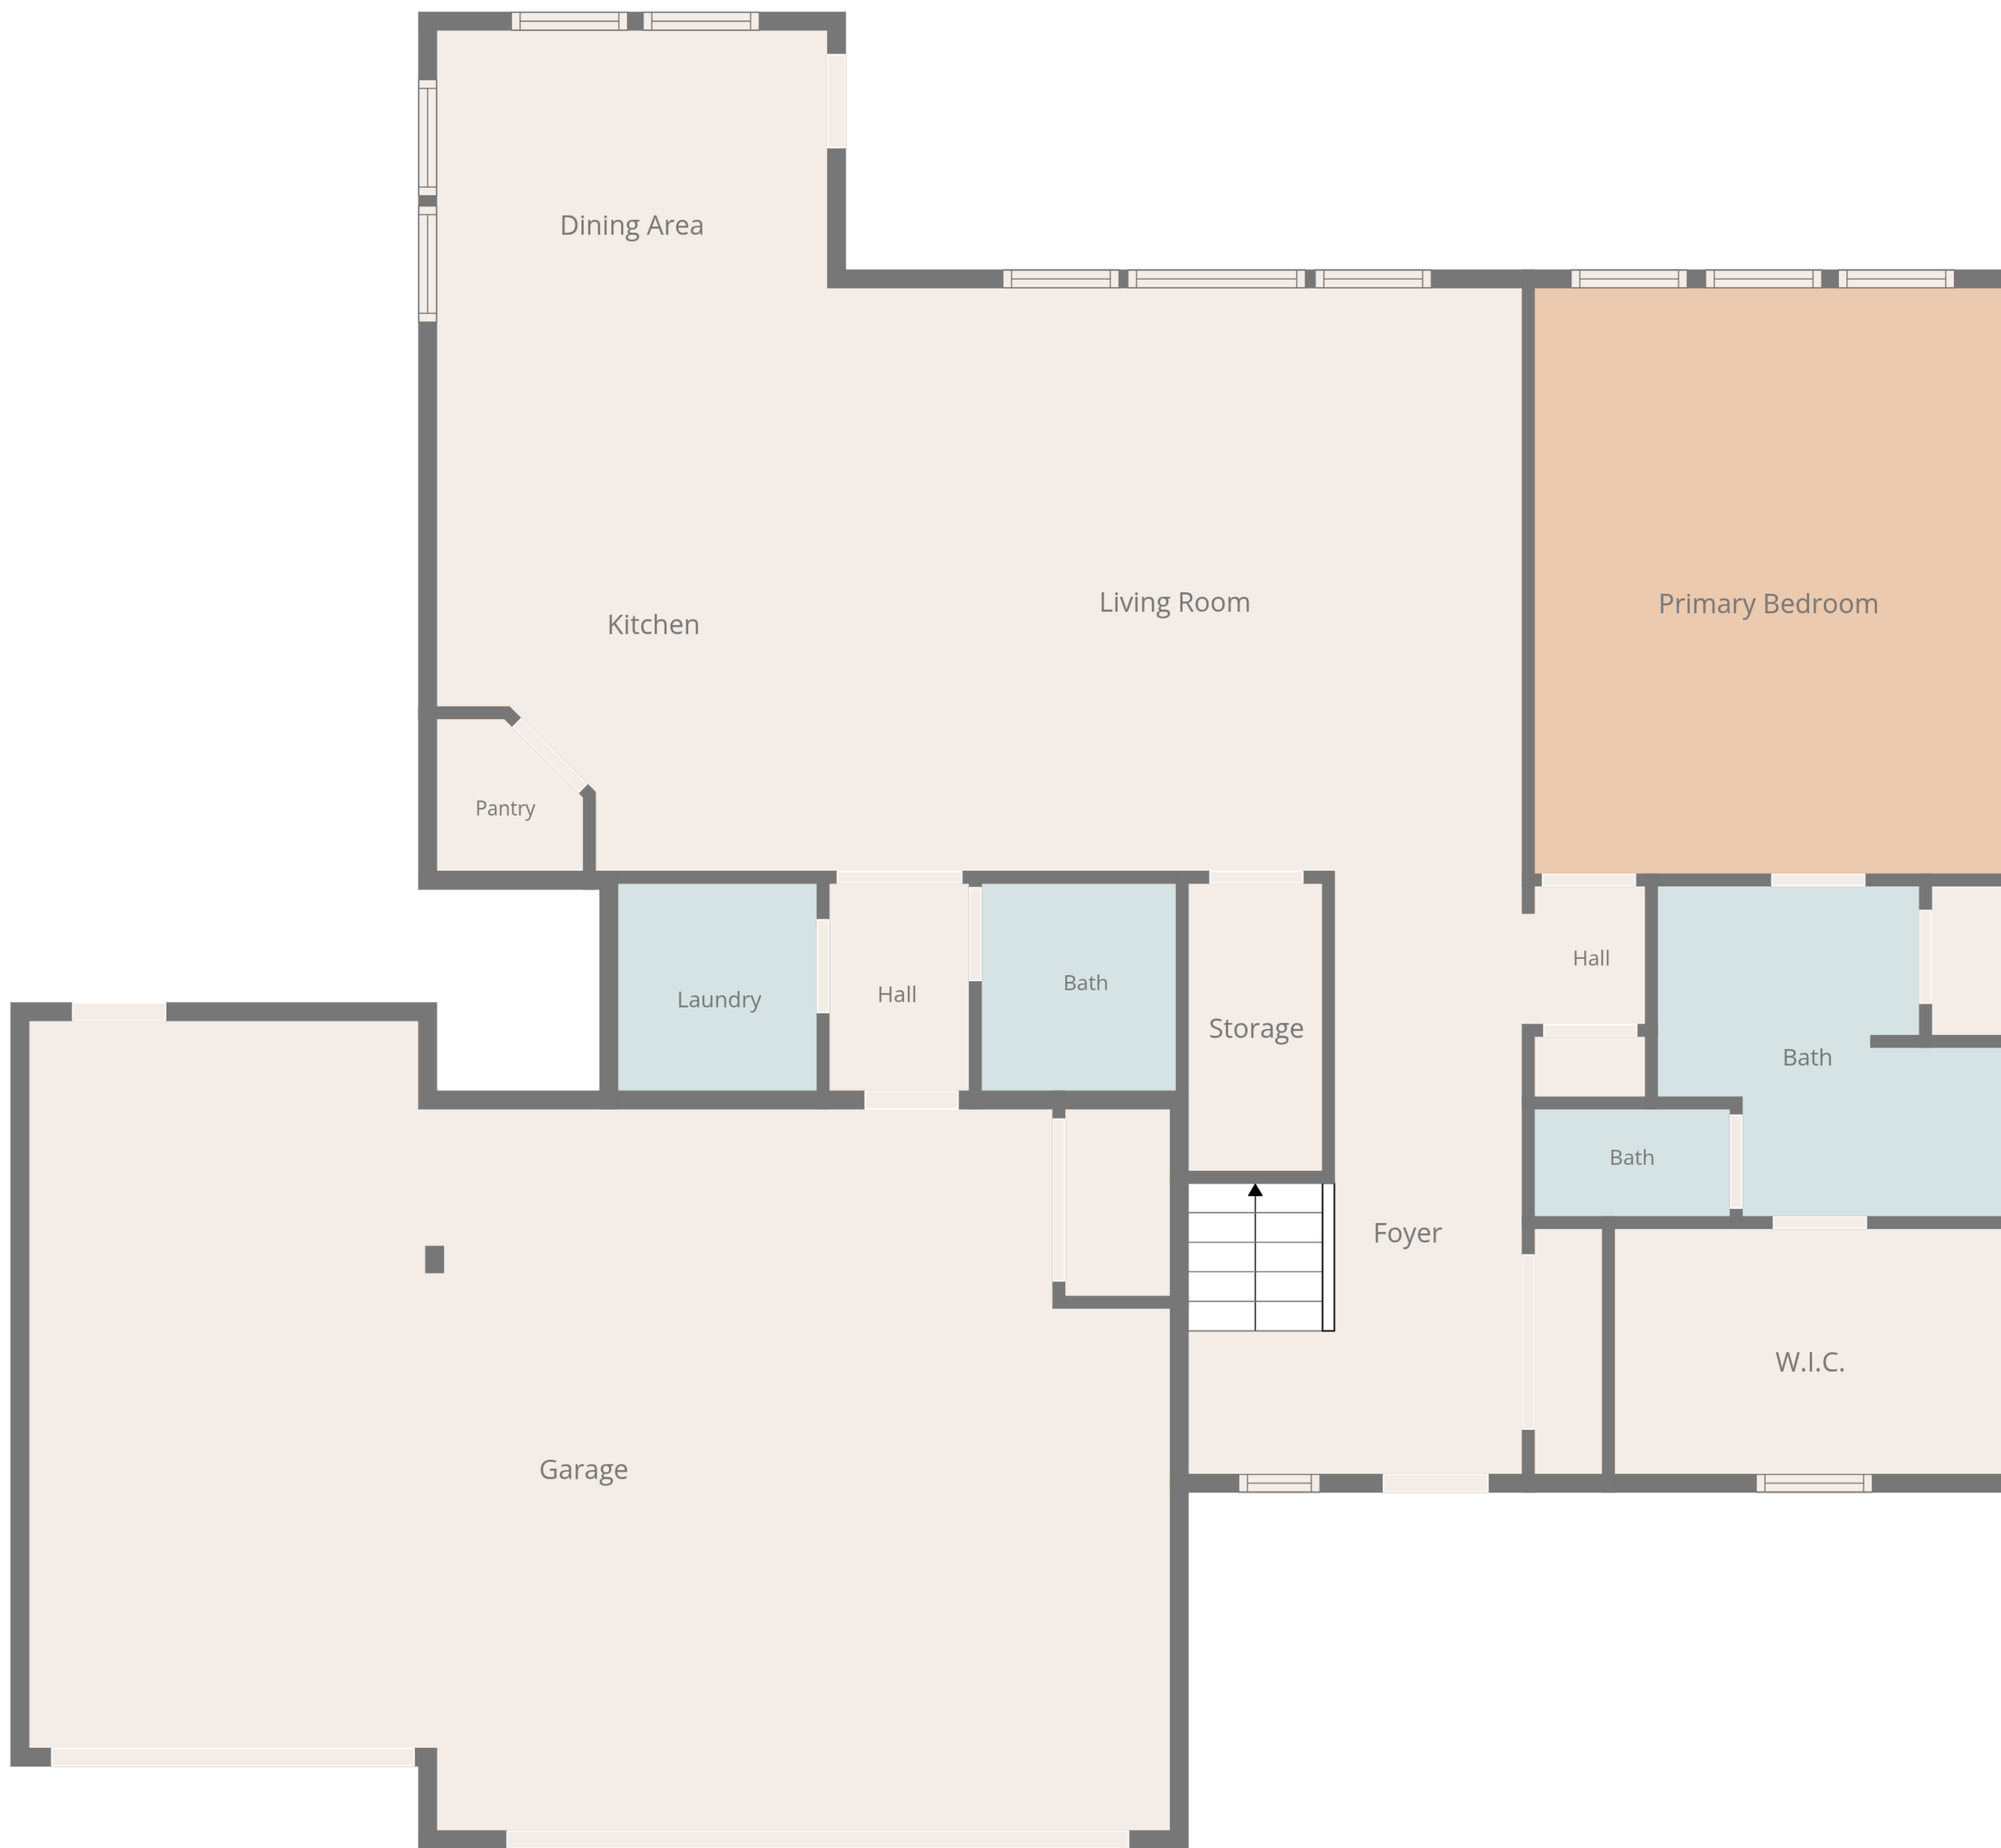 Dining Area
Living Room
Primary Bedroom
Kitchen
Pantry
Hall
Bath
Laundry
Hall
Storage
Bath
Bath
Foyer
W.I.C.
Garage